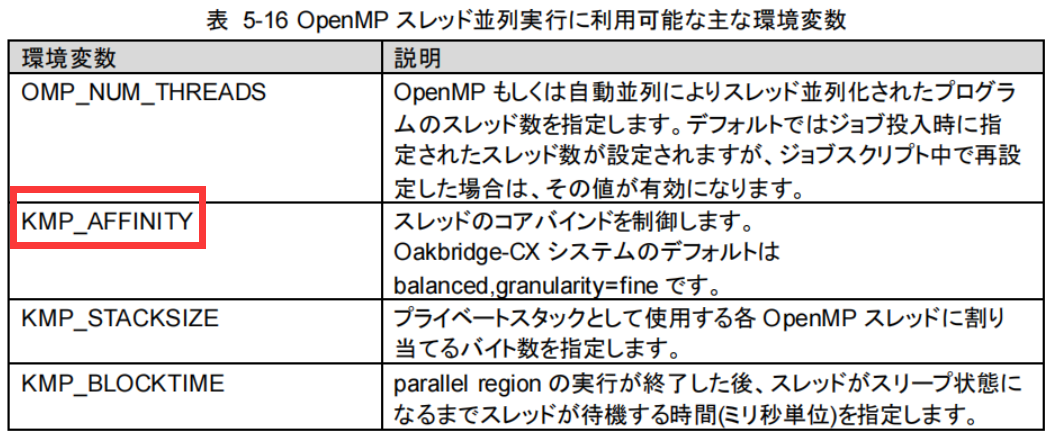 表 5-16 OpenMP スレッド並列実行に利用可能な主な環境変数
環境変数 説明
OMP_NUM_THREADS OpenMP もしくは自動並列によりスレッド並列化されたプログラ
ムのスレッド数を指定します。デフォルトではジョブ投入時に指
定されたスレッド数が設定されますが、ジョブスクリプト中で再設
定した場合は、その値が有効になります。
KMP_AFFINITY スレッドのコアバインドを制御します。
Oakbridge-CX システムのデフォルトは
balanced,granularity=fine です。
KMP_STACKSIZE プライベートスタックとして使用する各 OpenMP スレッドに割り
当てるバイト数を指定します。
KMP_BLOCKTIME parallel region の実行が終了した後、スレッドがスリープ状態に
なるまでスレッドが待機する時間(ミリ秒単位)を指定します。